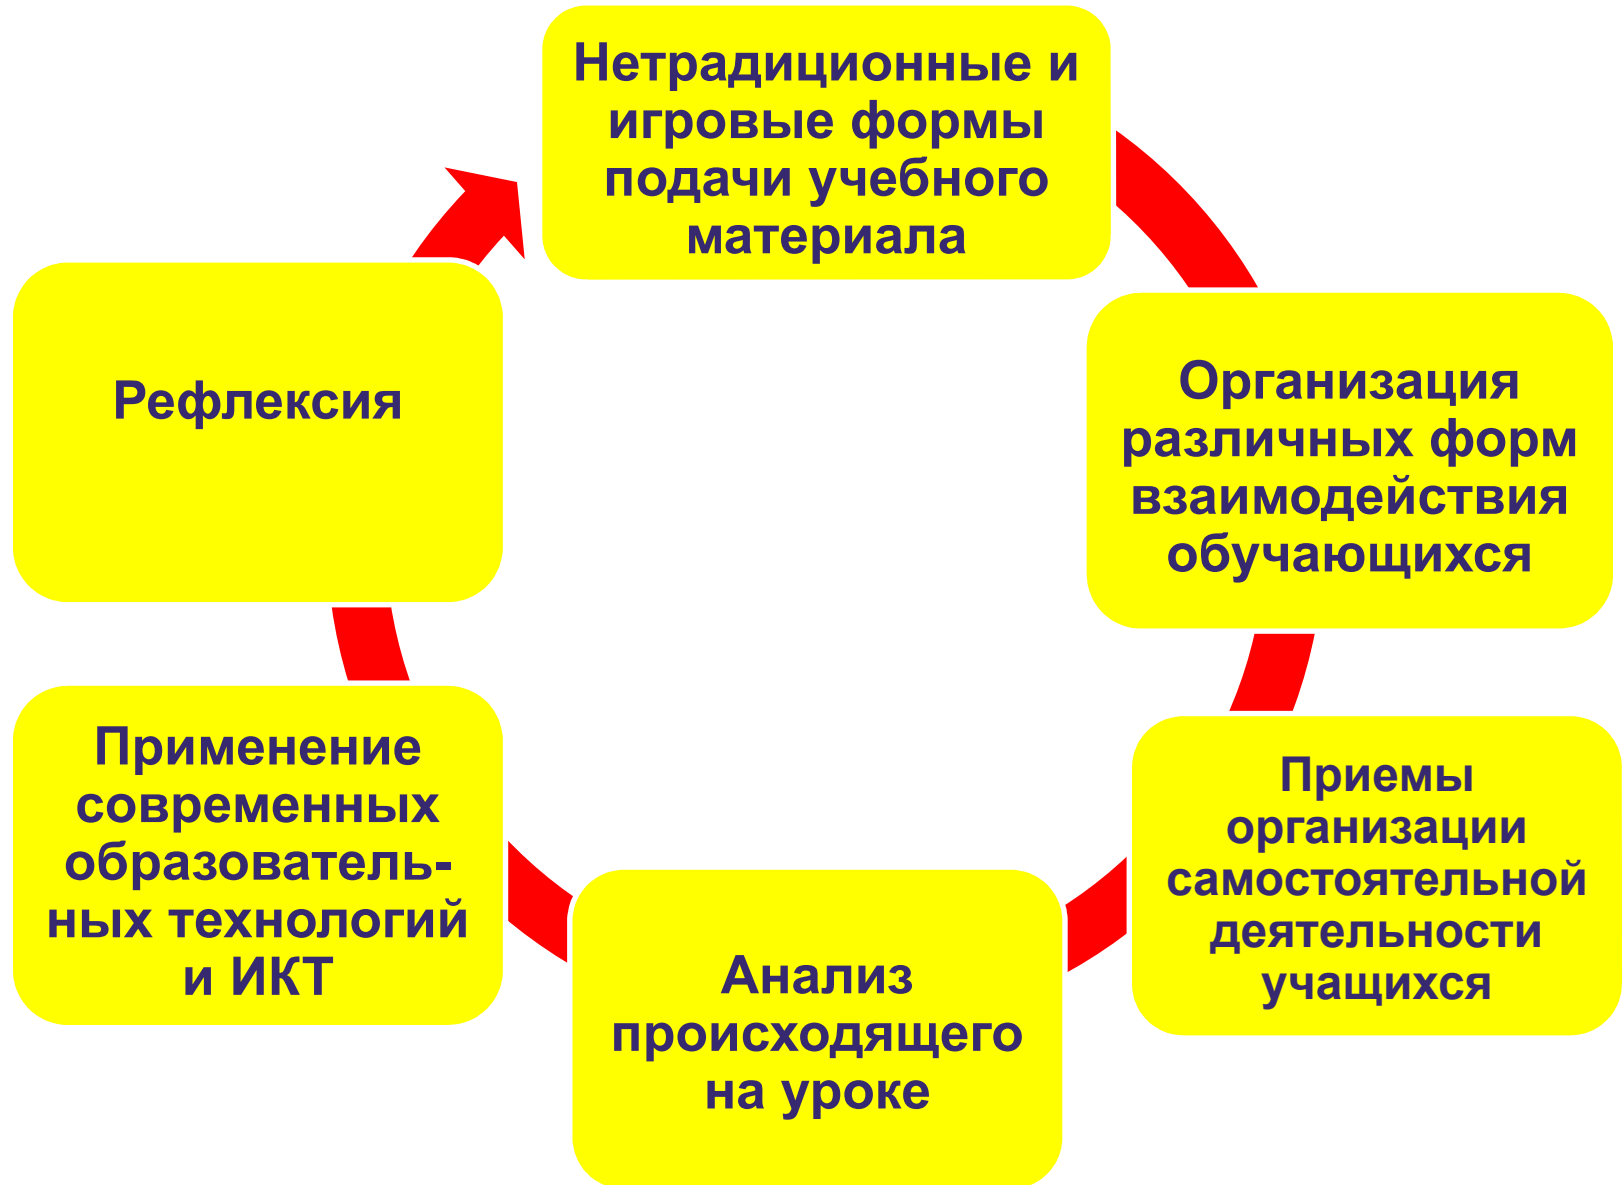 Нетрадиционные и
игровые формы
подачи учебного
материала
Организация
различных форм
взаимодействия
обучающихся
Приемы
организации
самостоятельной
деятельности
учащихся
Анализ
происходящего
на уроке
Применение
современных
образователь-
ных технологий
и ИКТ
Рефлексия